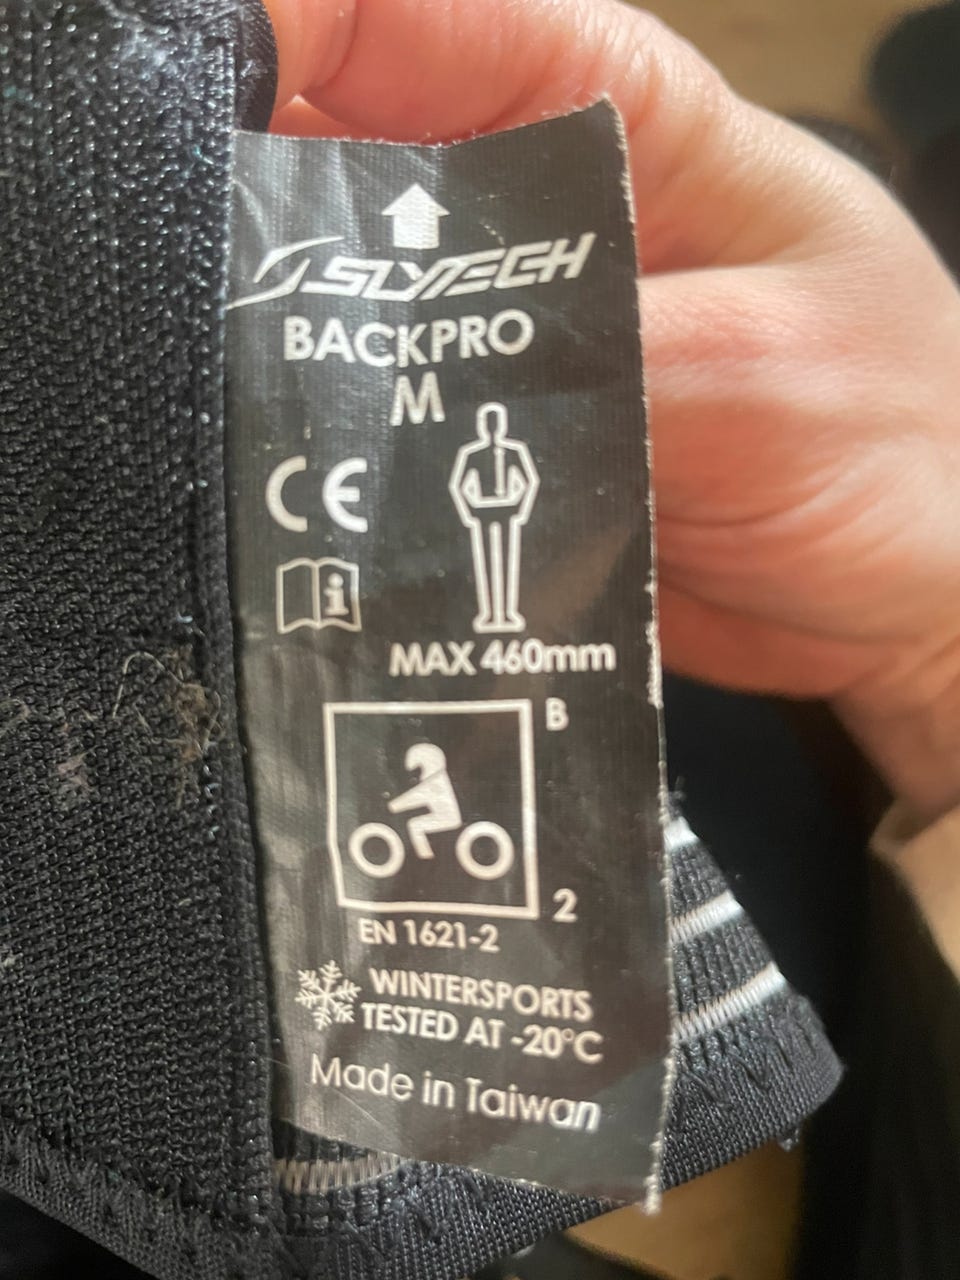 SLYTECH
BACKPRO
M
CE
i
MAX 460mm
B
2
EN 1621-2
WINTERSPORTS
TESTED AT -20°C
Made in Taiwan